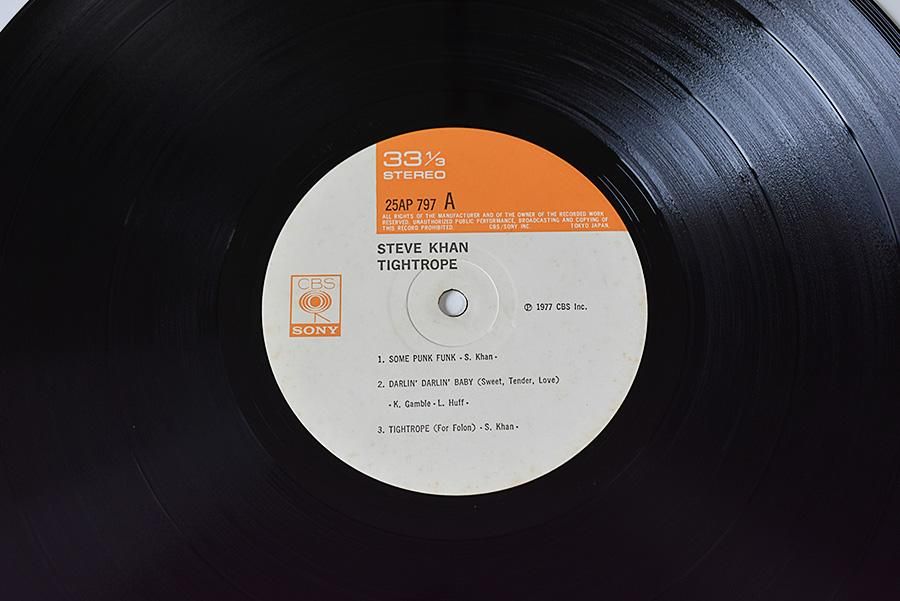 33 1/3
STEREO
25AP 797 A
ALL RIGHTS OF THE MANUFACTURER AND OF THE OWNER OF THE RECORDED WORK
RESERVED. UNAUTHORIZED PUBLIC PERFORMANCE, BROADCASTING AND COPYING OF
THIS RECORD PROHIBITED. CBS/SONY INC. TOKYO JAPAN.
STEVE KHAN
TIGHTROPE
CBS
SONY
℗ 1977 CBS Inc.
1. SOME PUNK FUNK - S. Khan -
2. DARLIN' DARLIN' BABY (Sweet, Tender, Love)
- K. Gamble - L. Huff -
3. TIGHTROPE (For Folon) - S. Khan -